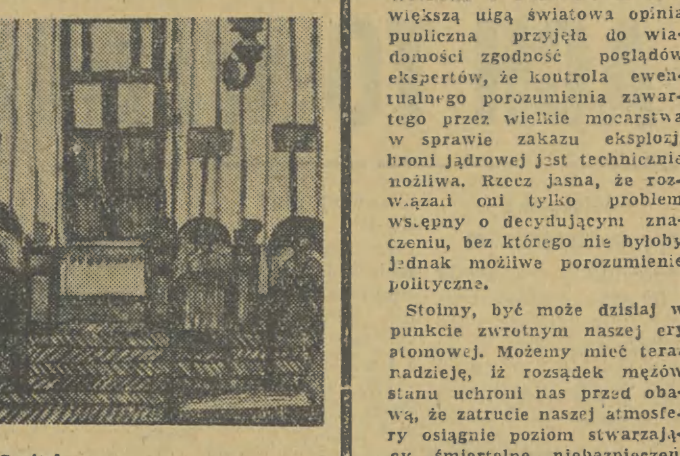 większą uigą światowa opinia
publiczna przyjęła do wia-
domości zgodność poglądów
ekspertów, że kontrola ewen-
tualnego porozumienia zawar-
tego przez wielkie mocarstwa
w sprawie zakazu eksplozji
broni jądrowej jest technicznie
możliwa. Rzecz jasna, że roz-
wiązali oni tylko problem
wstępny o decydującym zna-
czeniu, bez którego nie byłoby
jednak możliwe porozumienie
polityczne.
Stoimy, być może dzisiaj w
punkcie zwrotnym naszej ery
atomowej. Możemy mieć teraz
nadzieję, iż rozsądek mężów
stanu uchroni nas przed oba-
wą, że zatrucie naszej atmosfe-
ry osiągnie poziom stwarzają-
cy śmiertelne niebezpieczeń